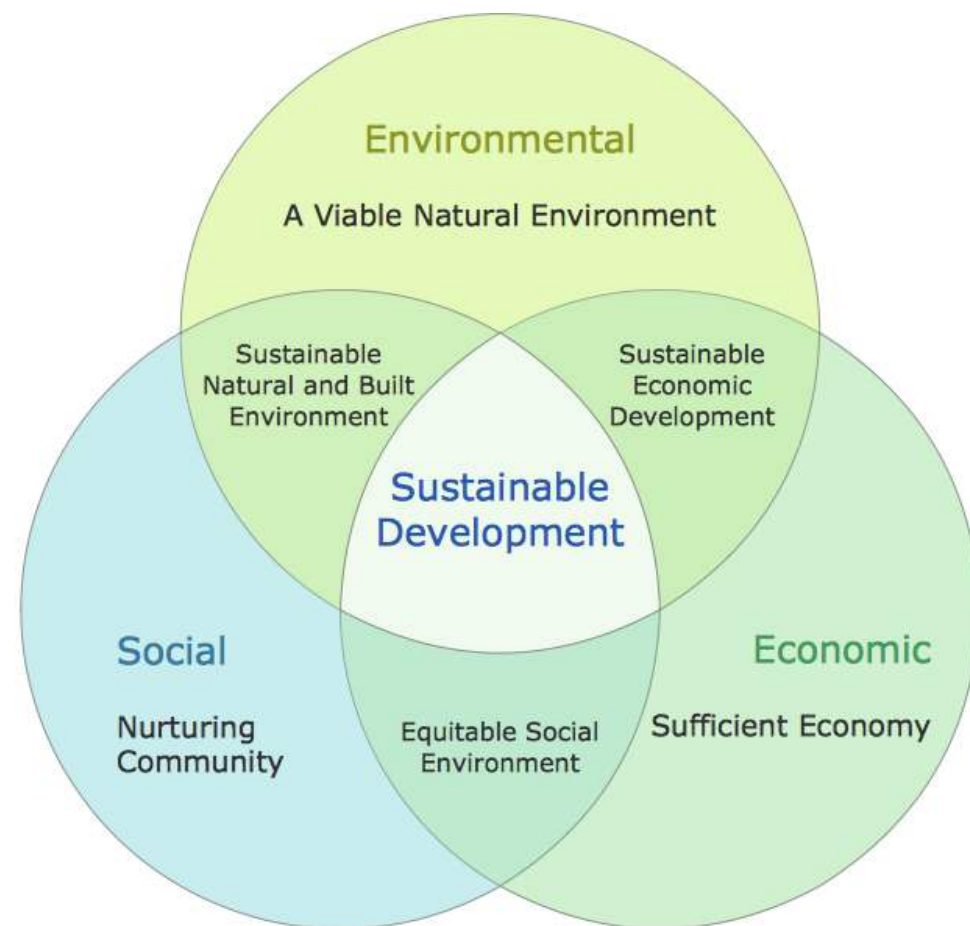 Environmental
A Viable Natural Environment
Sustainable
Natural and Built
Environment
Sustainable
Economic
Development
Sustainable
Development
Social
Nurturing
Community
Economic
Sufficient Economy
Equitable Social
Environment